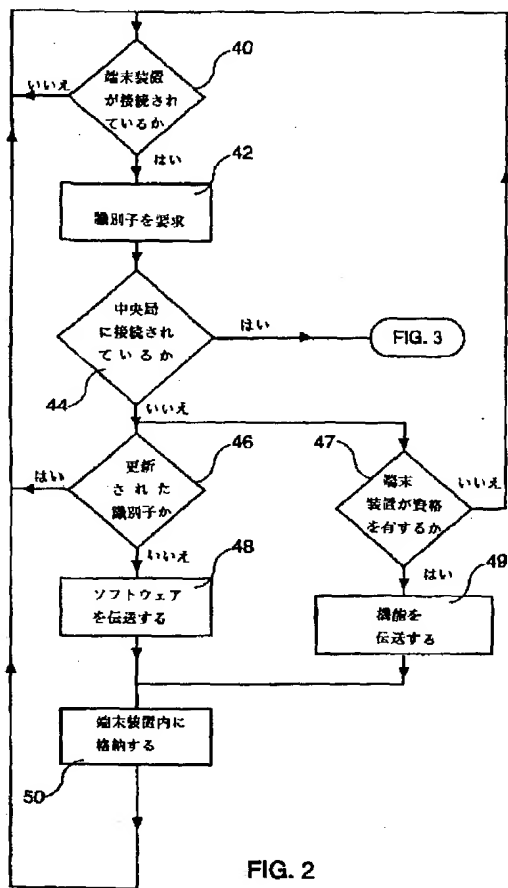 40
端末装置
が接続され
ているか
いいえ
はい
42
識別子を要求
中央局
に接続され
ているか
はい
FIG. 3
44
いいえ
46
更新
された
識別子か
はい
いいえ
47
端末
装置が資格
を有するか
いいえ
はい
48
ソフトウェア
を伝送する
49
機能を
伝送する
端末装置内に
格納する
50
FIG. 2